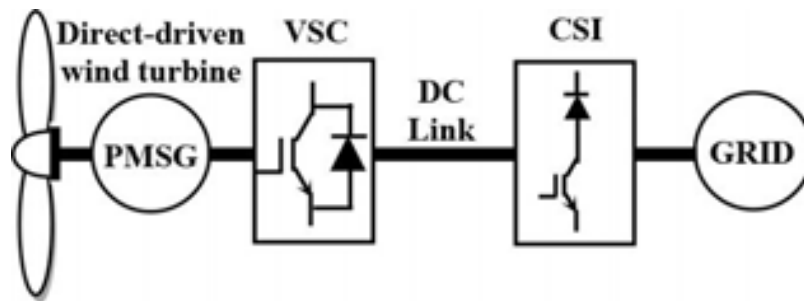 Direct-driven
wind turbine
VSC
CSI
DC
Link
PMSG
GRID